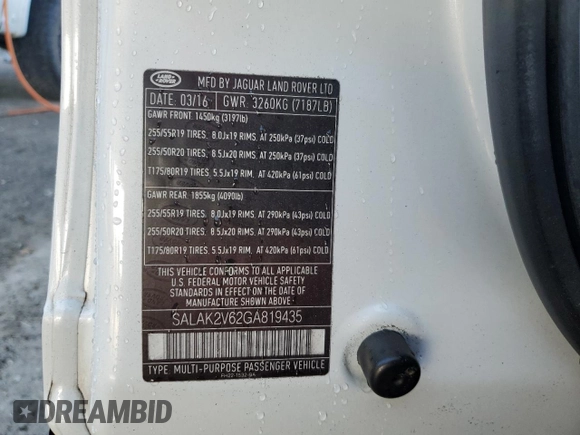 LAND ROVER
MFD BY JAGUAR LAND ROVER LTD
DATE: 03/16 GWR: 3260KG (7187LB)
GAWR FRONT: 1450kg (3197lb)
255/55R19 TIRES. 8.0Jx19 RIMS. AT 250kPa (37psi) COLD
255/50R20 TIRES. 8.5Jx20 RIMS. AT 250kPa (37psi) COLD
T175/80R19 TIRES. 5.5Jx19 RIM. AT 420kPa (61psi) COLD
GAWR REAR: 1855kg (4090lb)
255/55R19 TIRES. 8.0Jx19 RIMS. AT 290kPa (43psi) COLD
255/50R20 TIRES. 8.5Jx20 RIMS. AT 290kPa (43psi) COLD
T175/80R19 TIRES. 5.5Jx19 RIM. AT 420kPa (61psi) COLD
THIS VEHICLE CONFORMS TO ALL APPLICABLE
U.S. FEDERAL MOTOR VEHICLE
SAFETY STANDARDS IN EFFECT ON THE DATE OF
MANUFACTURE SHOWN ABOVE.
SALAK2V62GA819435
TYPE: MULTI-PURPOSE PASSENGER VEHICLE
DREAMBID